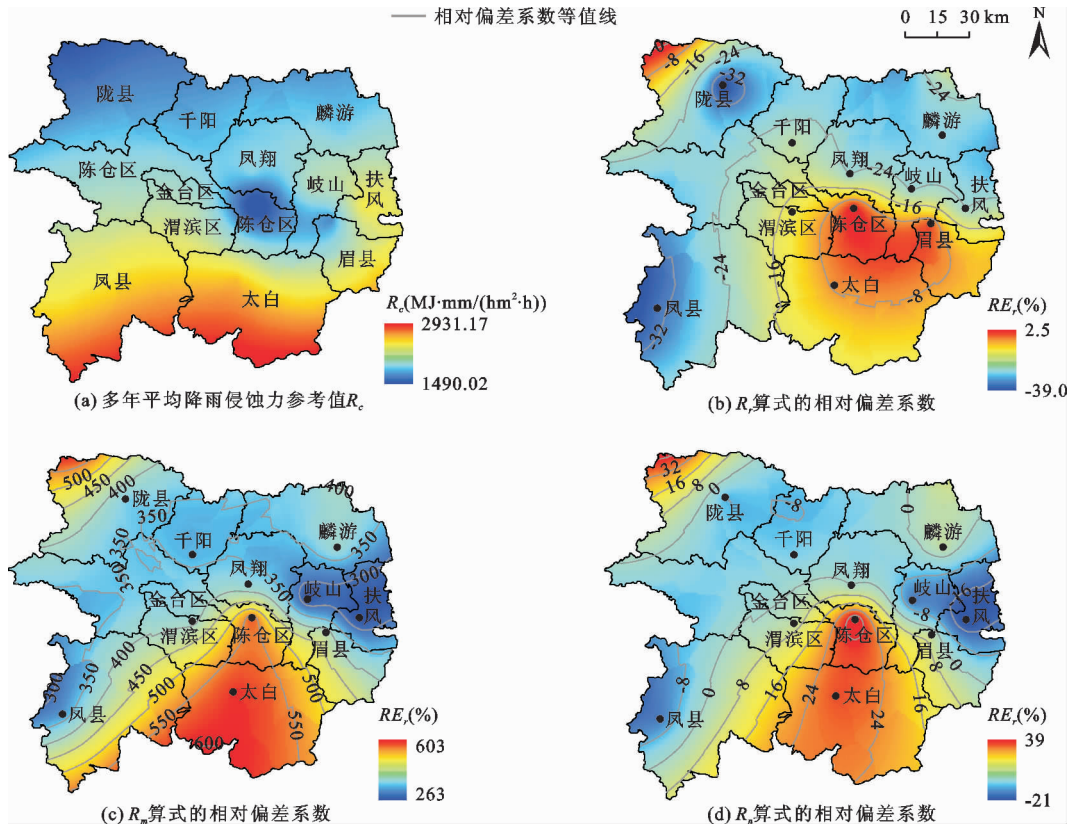 相对偏差系数等值线
0 15 30 km
N
陇县
千阳
麟游
凤翔
陈仓区
岐山
扶风
金台区
陈仓区
渭滨区
眉县
凤县
太白
Rc(MJ·mm/(hm²·h))
2931.17
1490.02
(a) 多年平均降雨侵蚀力参考值Rc
0
-8
-16
-24
-32
-24
陇县
千阳
麟游
凤翔
-24
岐山
扶风
金台区
-16
陈仓区
渭滨区
眉县
-24
-16
太白
-8
凤县
-32
REr(%)
2.5
-39.0
(b) Rr算式的相对偏差系数
500
450
400
400
陇县
350
千阳
麟游
350
350
350
凤翔
350
300
岐山
扶风
金台区
渭滨区
陈仓区
眉县
400
350
300
450
500
500
太白
凤县
550
550
600
REr(%)
603
263
(c) Rm算式的相对偏差系数
32
16
8
0
0
陇县
-8
千阳
麟游
凤翔
岐山
扶风
金台区
-8
渭滨区
陈仓区
眉县
0
8
-8
0
8
16
24
太白
24
16
凤县
REr(%)
39
-21
(d) Rn算式的相对偏差系数